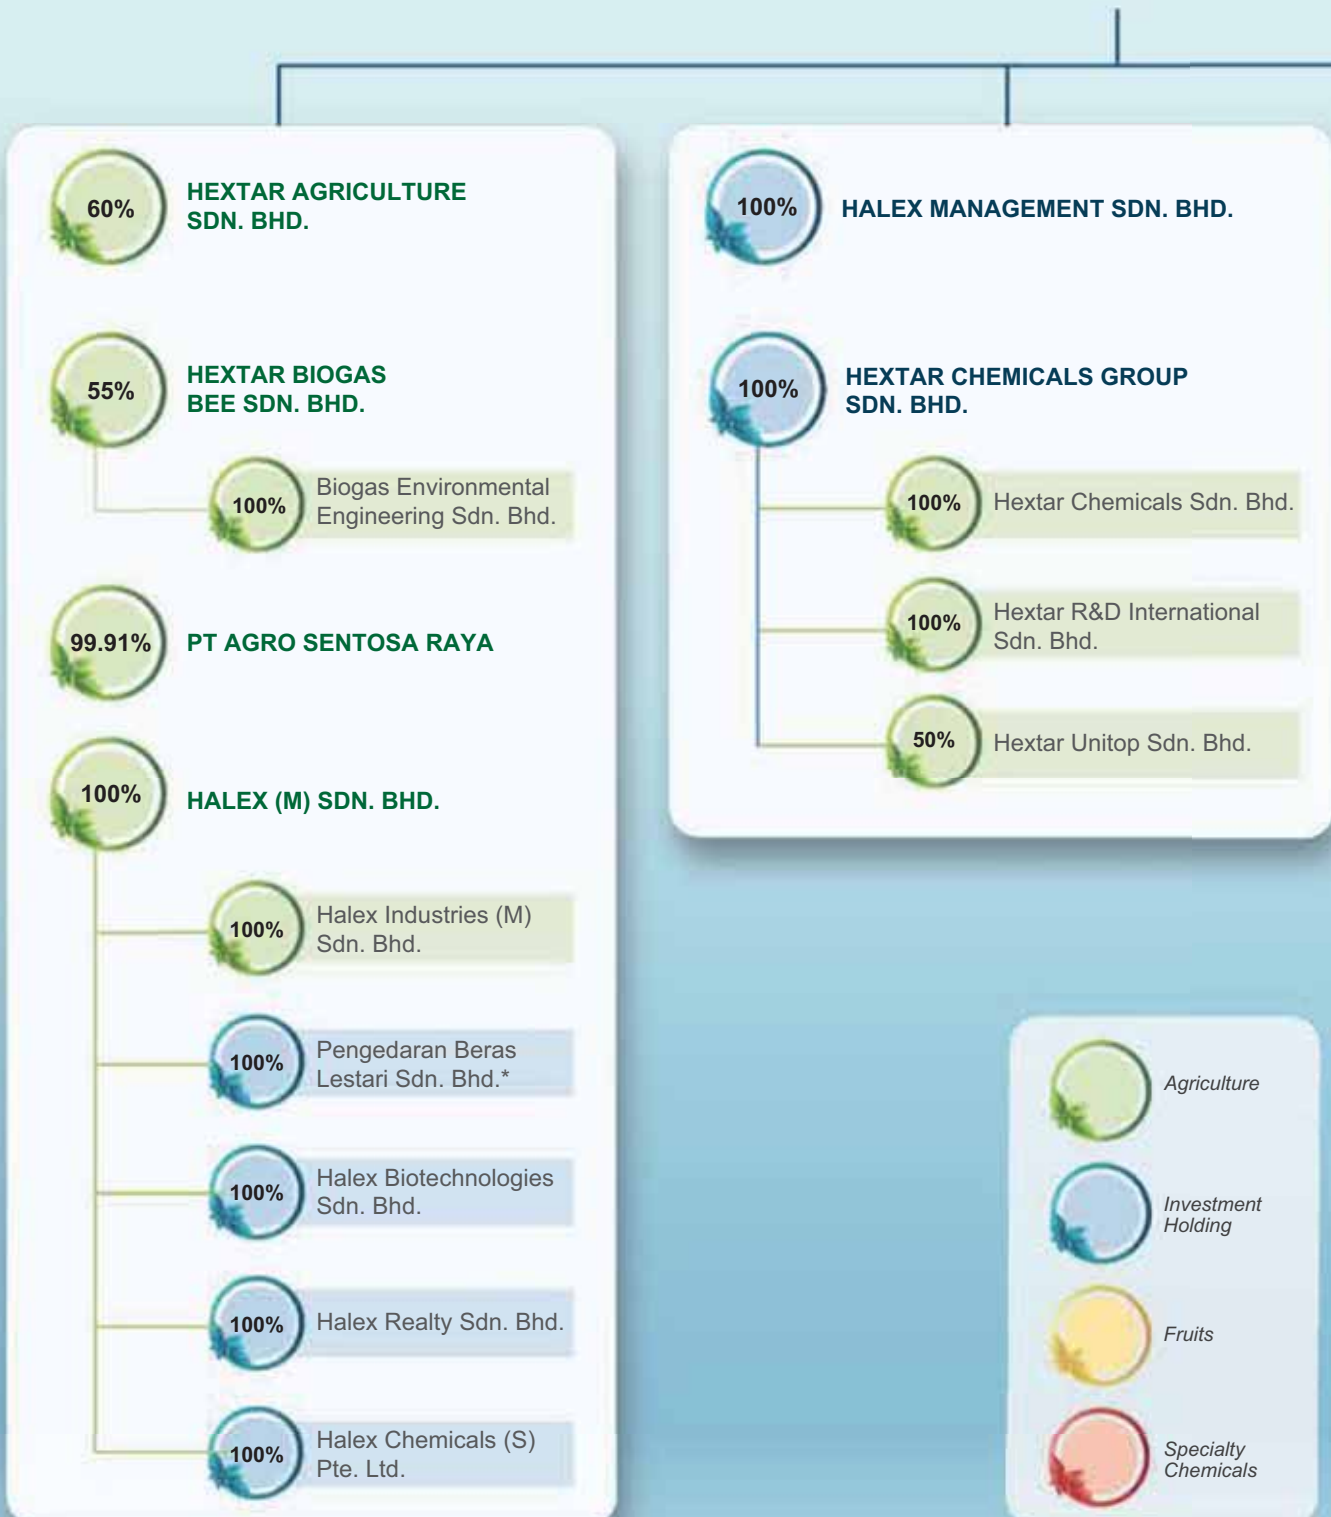 60%
HEXTAR AGRICULTURE
SDN. BHD.
55%
HEXTAR BIOGAS
BEE SDN. BHD.
100%
Biogas Environmental
Engineering Sdn. Bhd.
99.91%
PT AGRO SENTOSA RAYA
100%
HALEX (M) SDN. BHD.
100%
Halex Industries (M)
Sdn. Bhd.
100%
Pengedaran Beras
Lestari Sdn. Bhd.*
100%
Halex Biotechnologies
Sdn. Bhd.
100%
Halex Realty Sdn. Bhd.
100%
Halex Chemicals (S)
Pte. Ltd.
100%
HALEX MANAGEMENT SDN. BHD.
100%
HEXTAR CHEMICALS GROUP
SDN. BHD.
100%
Hextar Chemicals Sdn. Bhd.
100%
Hextar R&D International
Sdn. Bhd.
50%
Hextar Unitop Sdn. Bhd.
Agriculture
Investment
Holding
Fruits
Specialty
Chemicals